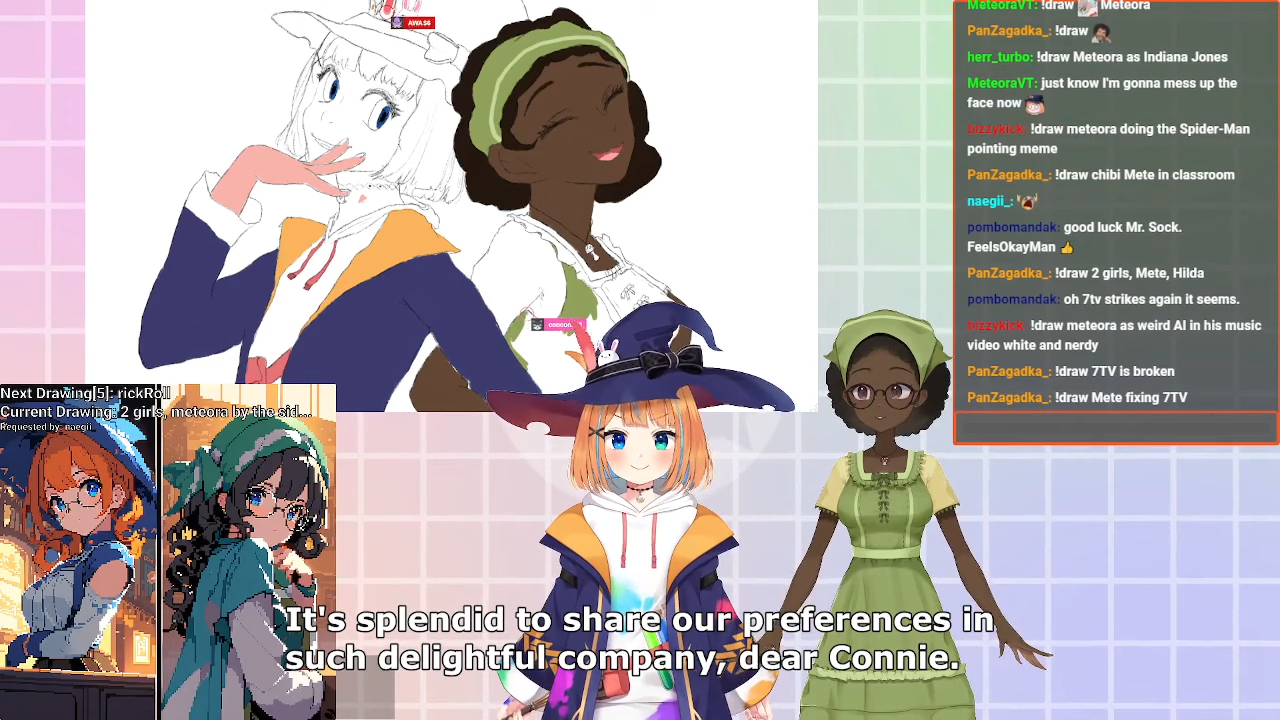 AWASS
MeteoraVT: !draw Meteora
PanZagadka_: !draw
herr_turbo: !draw Meteora as Indiana Jones
MeteoraVT: just know I'm gonna mess up the
face now
bizzykick: !draw meteora doing the Spider-Man
pointing meme
PanZagadka_: !draw chibi Mete in classroom
naegii_:
pombomandak: good luck Mr. Sock.
FeelsOkayMan
PanZagadka_: !draw 2 girls, Mete, Hilda
pombomandak: oh 7tv strikes again it seems.
bizzykick: !draw meteora as weird Al in his music
video white and nerdy
PanZagadka_: !draw 7TV is broken
PanZagadka_: !draw Mete fixing 7TV
Next Drawing[5]: rickRoll
Current Drawing: 2 girls, meteora by the sid...
Requested by: naegii_
It's splendid to share our preferences in
such delightful company, dear Connie.